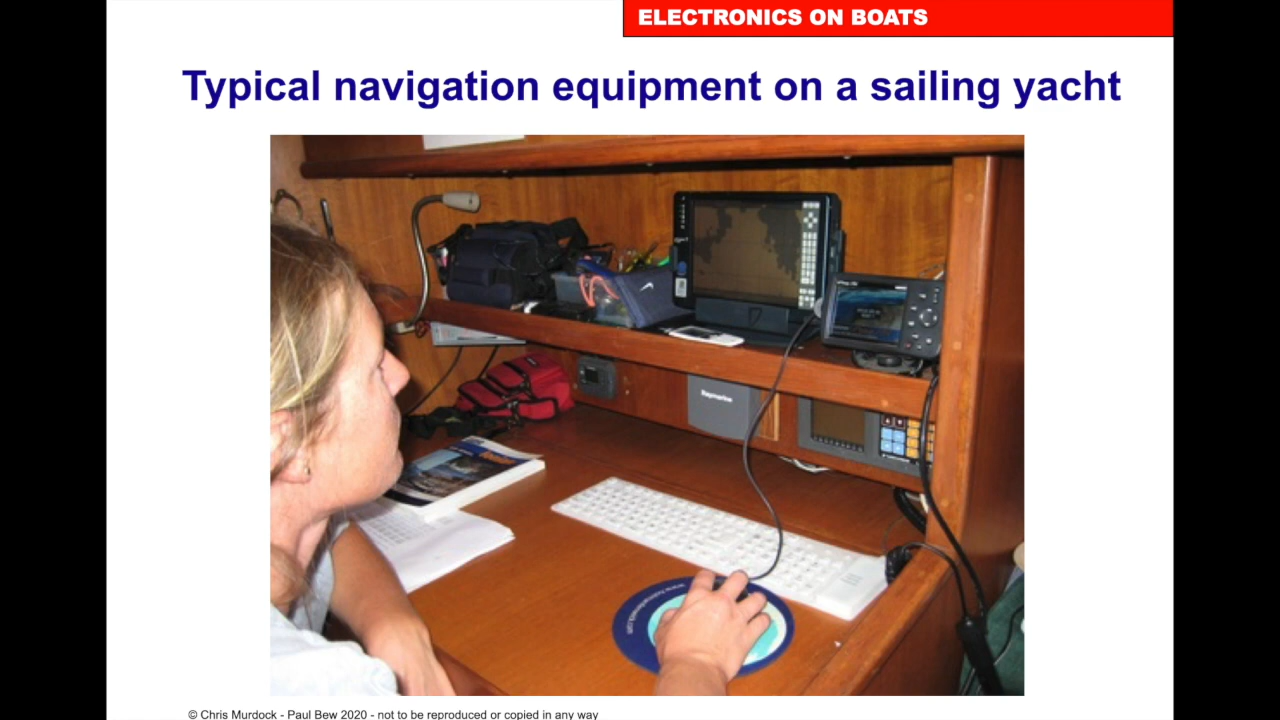 ELECTRONICS ON BOATS
Typical navigation equipment on a sailing yacht
Raymarine
© Chris Murdock - Paul Bew 2020 - not to be reproduced or copied in any way